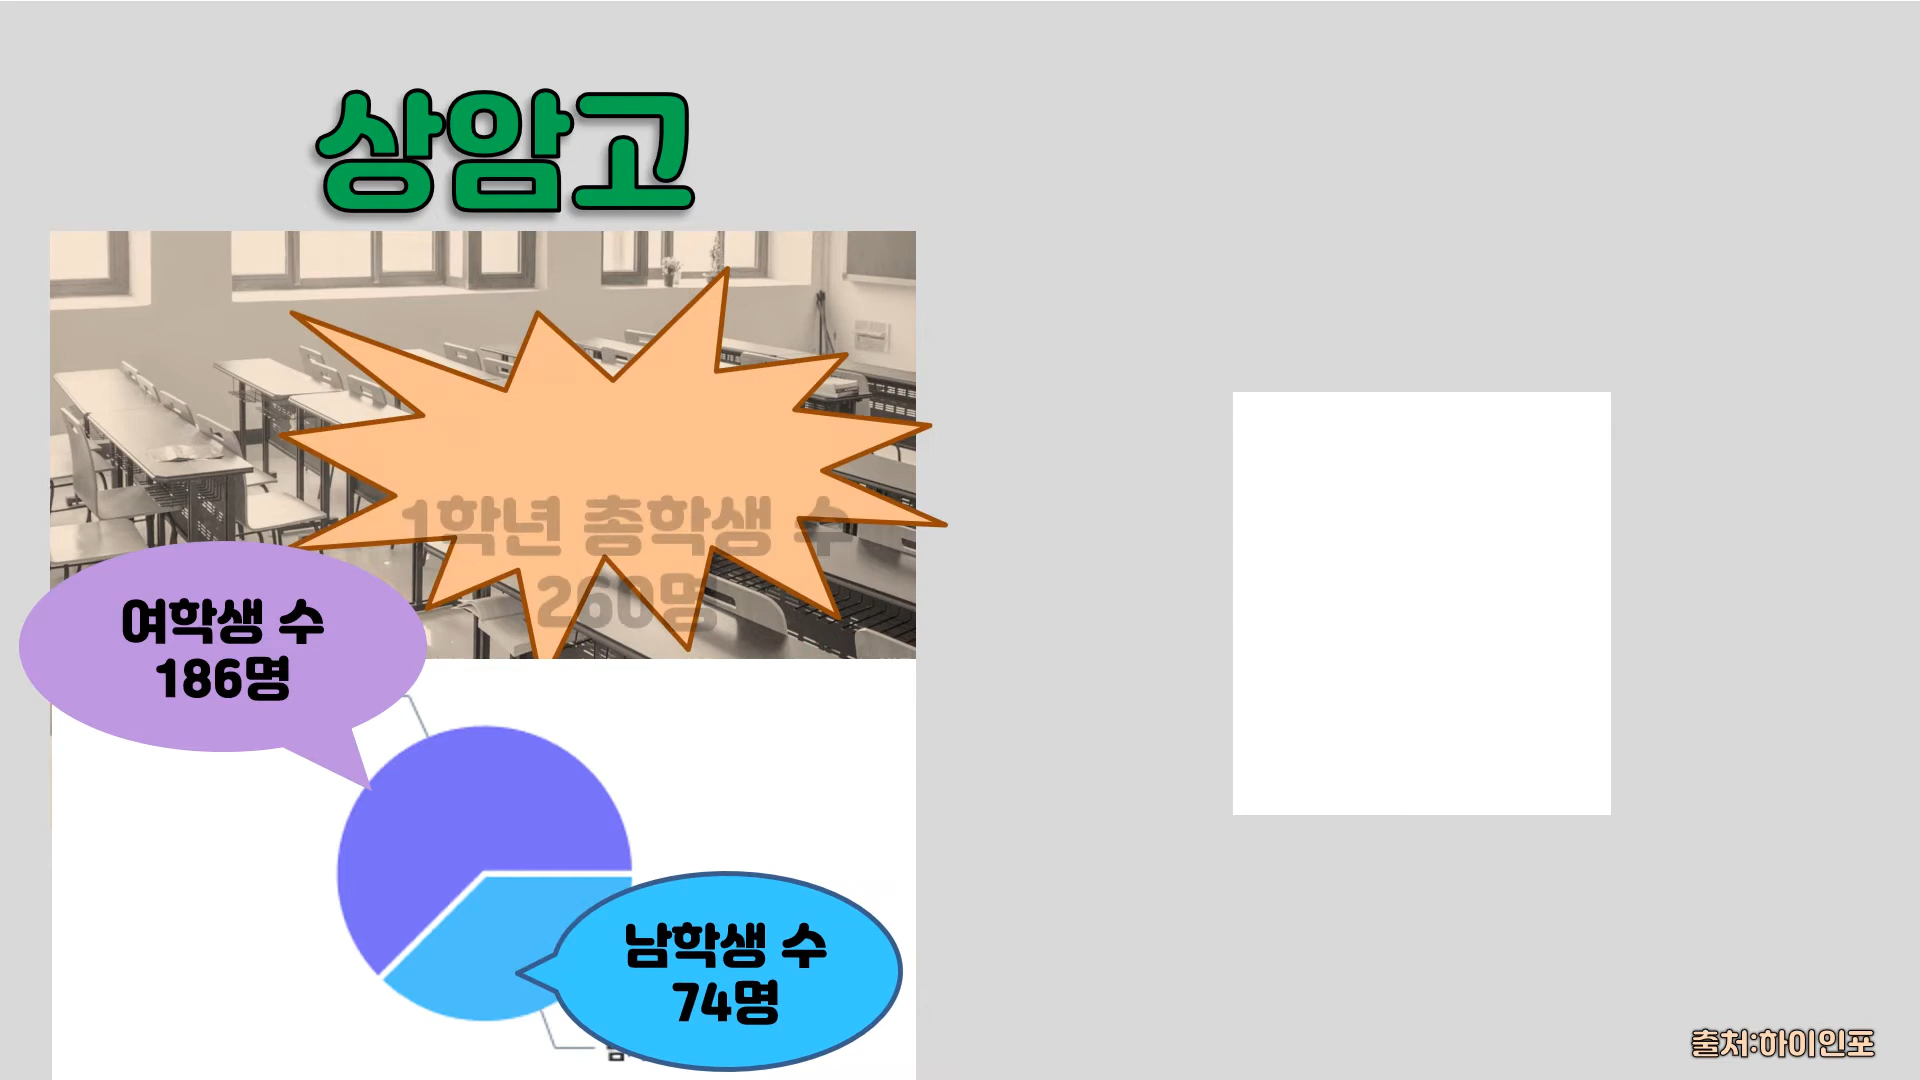 상암고
1학년 총학생 수
260명
여학생 수
186명
남학생 수
74명
출처:하이인포